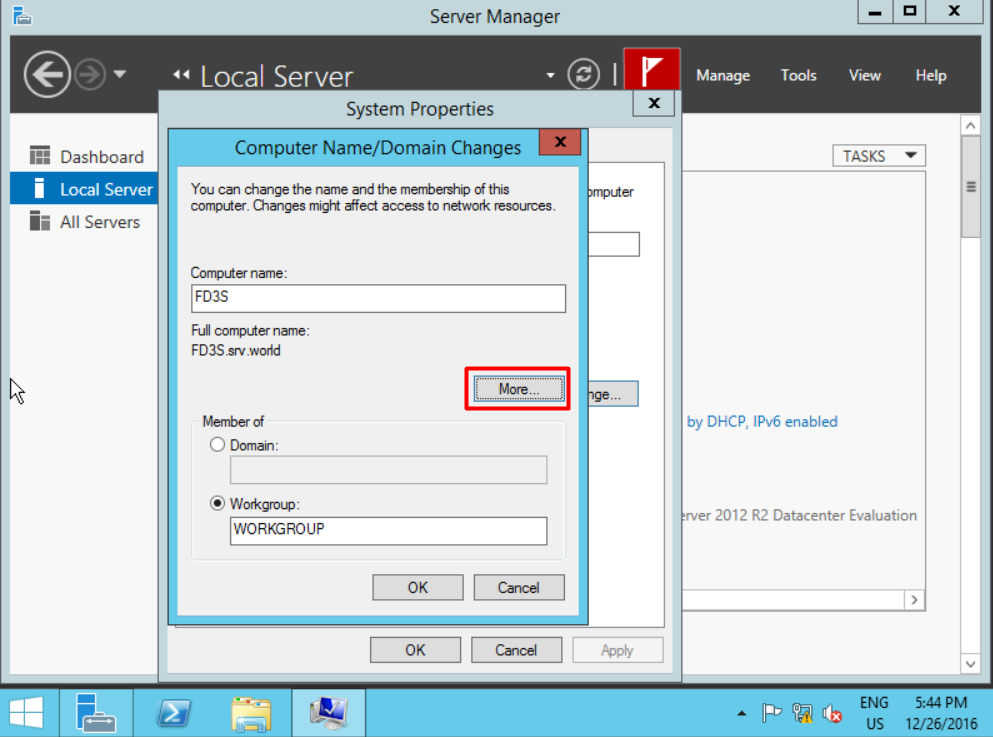 Server Manager
Local Server
Manage Tools View Help
System Properties
Dashboard
Local Server
All Servers
TASKS
Computer Name/Domain Changes
You can change the name and the membership of this
computer. Changes might affect access to network resources.
Computer name:
FD3S
Full computer name:
FD3S.srv.world
More...
Member of
Domain:
Workgroup:
WORKGROUP
OK Cancel
by DHCP, IPv6 enabled
2012 R2 Datacenter Evaluation
OK Cancel Apply
ENG 5:44 PM
US 12/26/2016